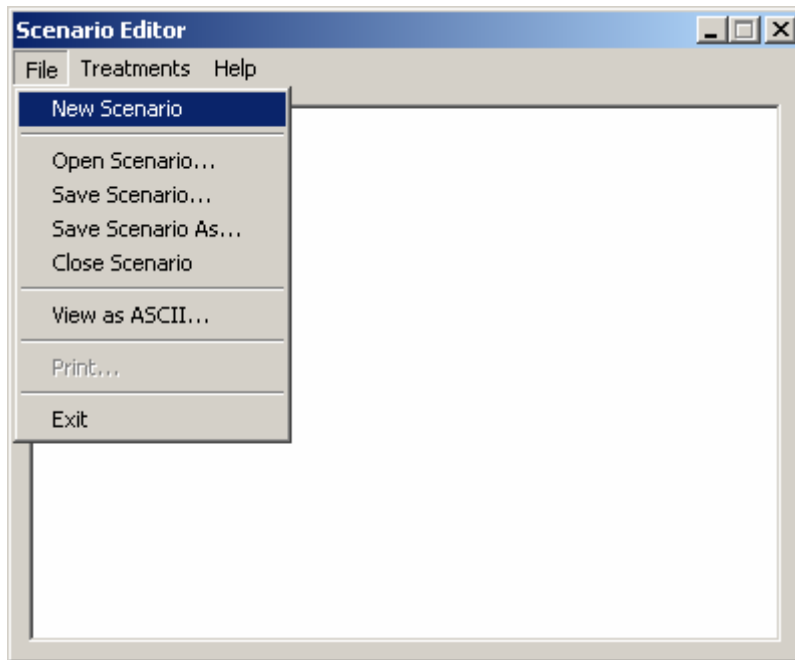 Scenario Editor
File Treatments Help
New Scenario
Open Scenario...
Save Scenario...
Save Scenario As...
Close Scenario
View as ASCII...
Print...
Exit